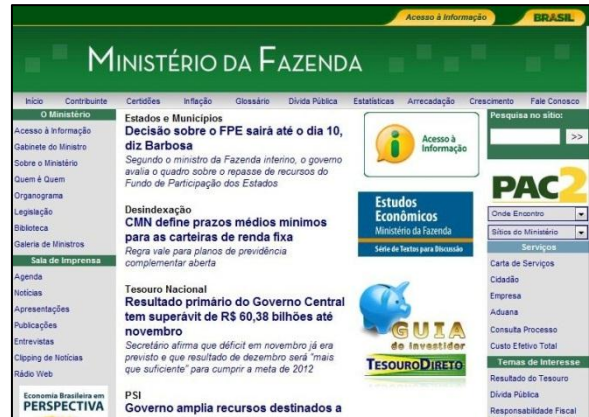 Acesso à Informação
BRASIL
MINISTÉRIO DA FAZENDA
Início Contribuinte Certidões Inflação Glossário Dívida Pública Estatísticas Arrecadação Crescimento Fale Conosco
O Ministério
Acesso à Informação
Gabinete do Ministro
Sobre o Ministério
Quem é Quem
Organograma
Legislação
Biblioteca
Galeria de Ministros
Sala de Imprensa
Agenda
Notícias
Apresentações
Publicações
Entrevistas
Clipping de Notícias
Rádio Web
Economia Brasileira em
PERSPECTIVA
Estados e Municípios
Decisão sobre o FPE sairá até o dia 10,
diz Barbosa
Segundo o ministro da Fazenda interino, o governo
avalia o quadro sobre o repasse de recursos do
Fundo de Participação dos Estados
Desindexação
CMN define prazos médios minimos
para as carteiras de renda fixa
Regra vale para planos de previdência
complementar aberta
Tesouro Nacional
Resultado primário do Governo Central
tem superávit de R$ 60,38 bilhões até
novembro
Secretário afirma que déficit em novembro já era
previsto e que resultado de dezembro será "mais
que suficiente" para cumprir a meta de 2012
PSI
Governo amplia recursos destinados a
Acesso à
Informação
Estudos
Econômicos
Ministério da Fazenda
Série de Textos para Discussão
GUIA
do Investidor
TESOURO DIRETO
Pesquisa no sítio:
>>
PAC2
Onde Encontro
Sítios do Ministério
Serviços
Carta de Serviços
Cidadão
Empresa
Aduana
Consulta Processo
Custo Efetivo Total
Temas de Interesse
Resultado do Tesouro
Dívida Pública
Responsabilidade Fiscal